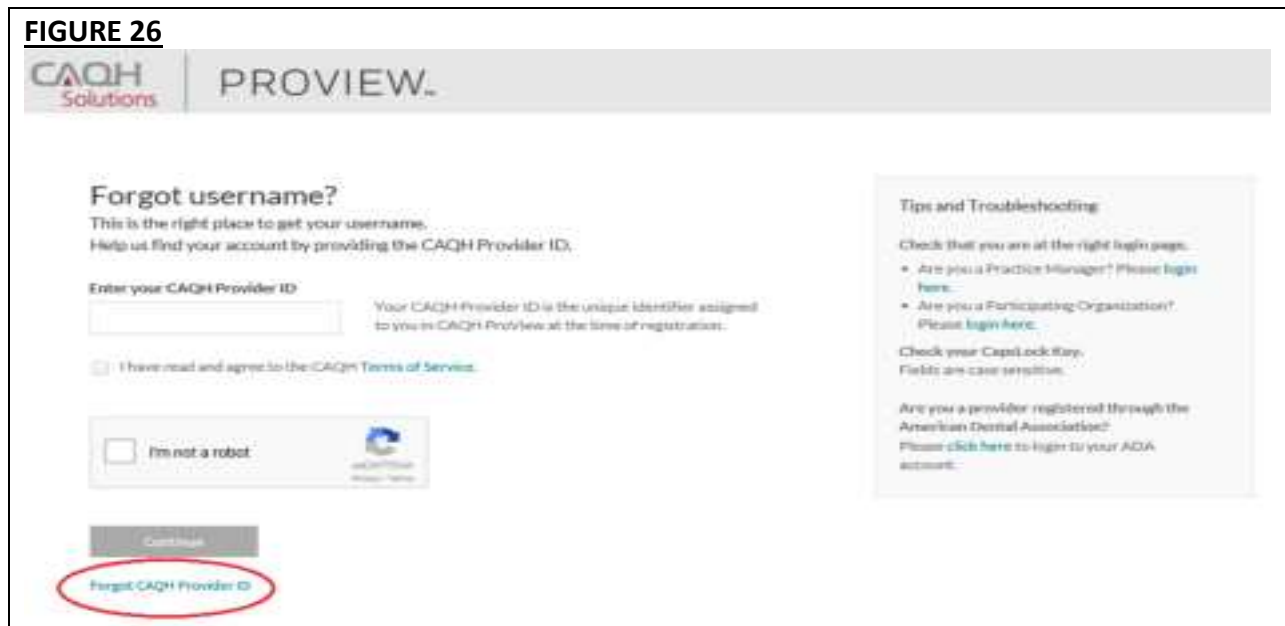 FIGURE 26
CAQH
Solutions
PROVIEW™
Forgot username?
This is the right place to get your username.
Help us find your account by providing the CAQH Provider ID.
Enter your CAQH Provider ID
Your CAQH Provider ID is the unique identifier assigned
to you in CAQH ProView at the time of registration.
I have read and agree to the CAQH Terms of Service.
I'm not a robot
reCAPTCHA
Privacy - Terms
Continue
Forgot CAQH Provider ID
Tips and Troubleshooting
Check that you are at the right login page.
• Are you a Practice Manager? Please login
here.
• Are you a Participating Organization?
Please login here.
Check your CapsLock Key.
Fields are case sensitive.
Are you a provider registered through the
American Dental Association?
Please click here to login to your ADA
account.